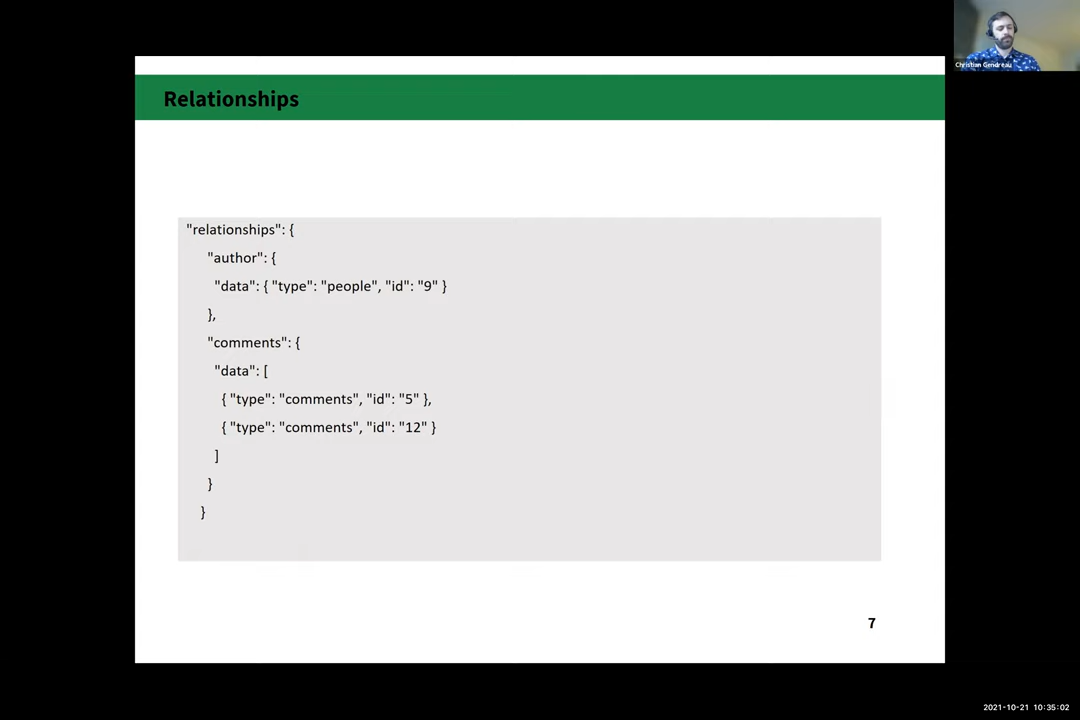 Christian Gendreau
Relationships
"relationships": {
"author": {
"data": { "type": "people", "id": "9" }
},
"comments": {
"data": [
{ "type": "comments", "id": "5" },
{ "type": "comments", "id": "12" }
]
}
}
7
2021-10-21 10:35:02